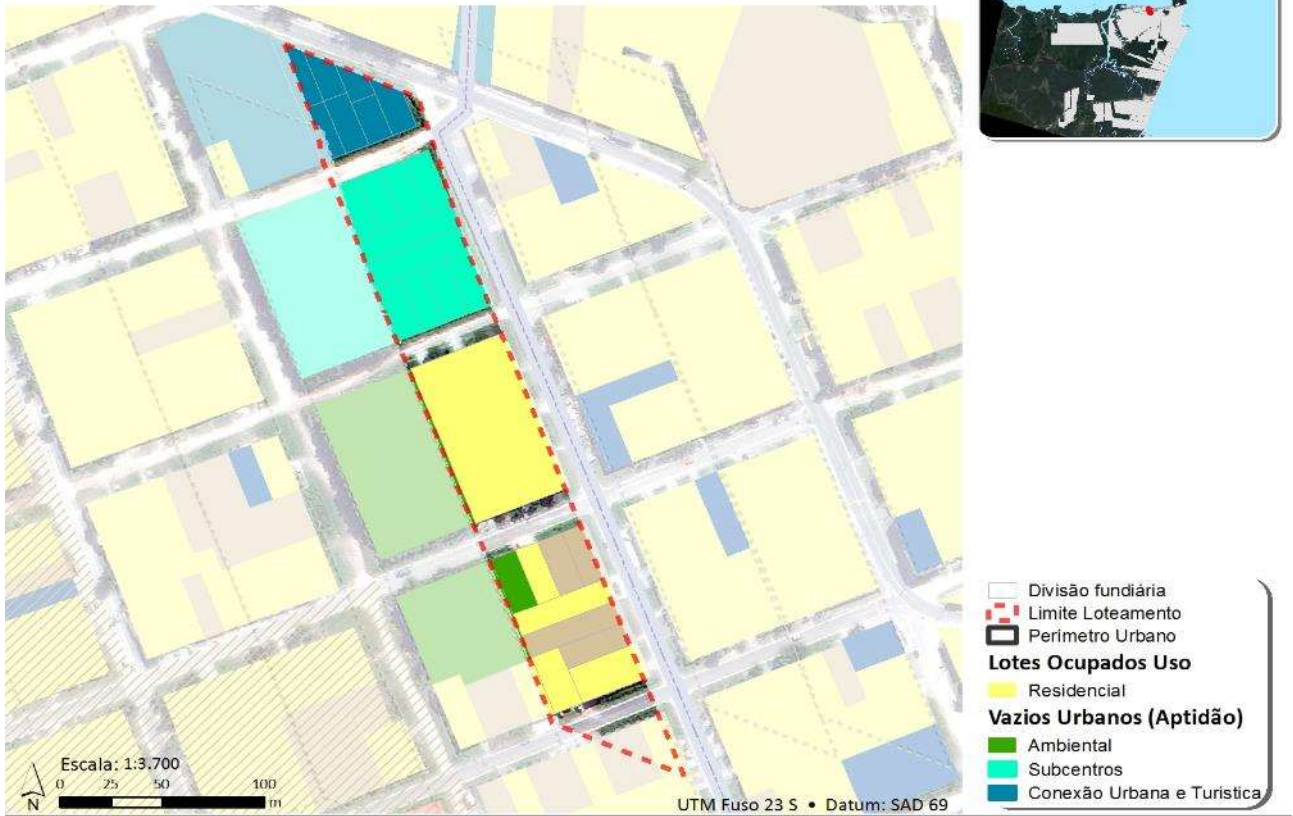 Divisão fundiária
Limite Loteamento
Perímetro Urbano
Lotes Ocupados Uso
Residencial
Vazios Urbanos (Aptidão)
Ambiental
Subcentros
Conexão Urbana e Turistica
Escala: 1:3.700
0 25 50 100
m
N
UTM Fuso 23 S • Datum: SAD 69